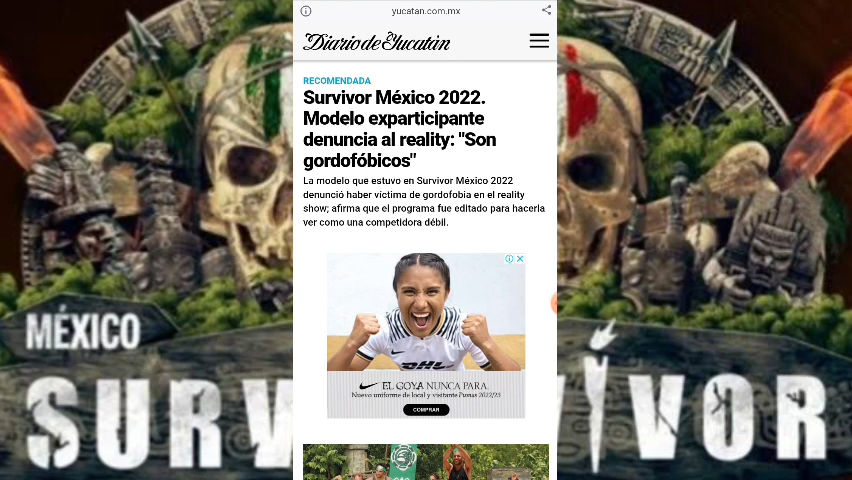 yucatan.com.mx
Diario de Yucatán
RECOMENDADA
Survivor México 2022.
Modelo exparticipante
denuncia al reality: "Son
gordofóbicos"
La modelo que estuvo en Survivor México 2022
denunció haber víctima de gordofobia en el reality
show; afirma que el programa fue editado para hacerla
ver como una competidora débil.
DHL
EL GOYA NUNCA PARA.
Nuevo uniforme de local y visitante Pumas 2022/23
COMPRAR
MÉXICO
SURV
IVOR